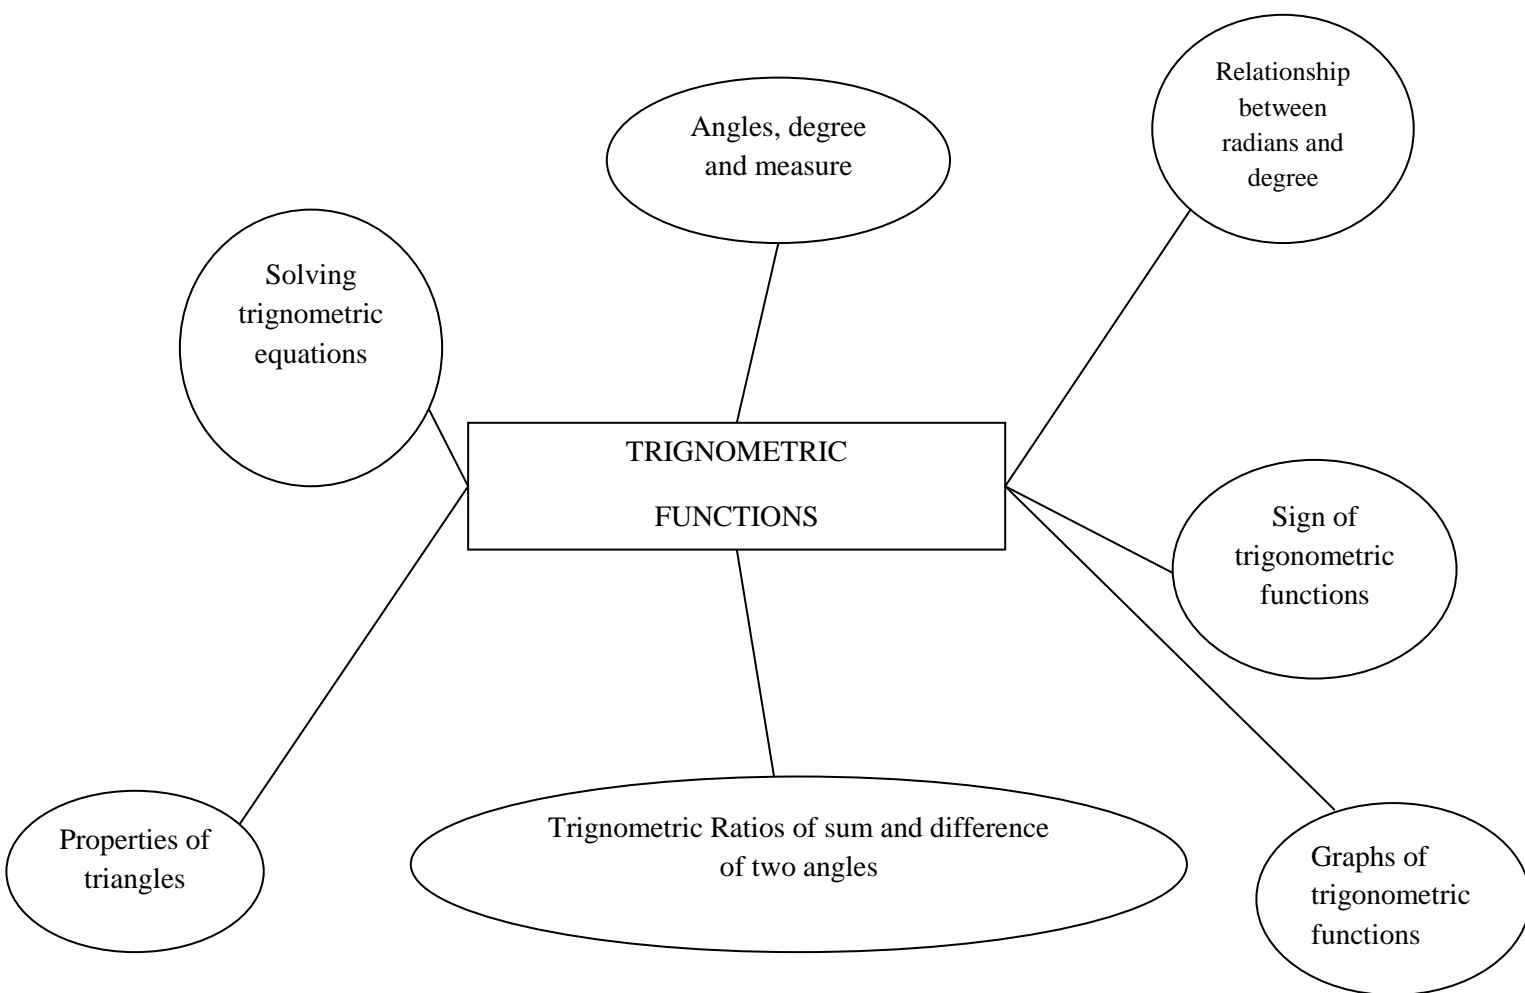 Relationship
between
radians and
degree
Angles, degree
and measure
Solving
trignometric
equations
TRIGNOMETRIC
FUNCTIONS
Sign of
trigonometric
functions
Properties of
triangles
Trignometric Ratios of sum and difference
of two angles
Graphs of
trigonometric
functions